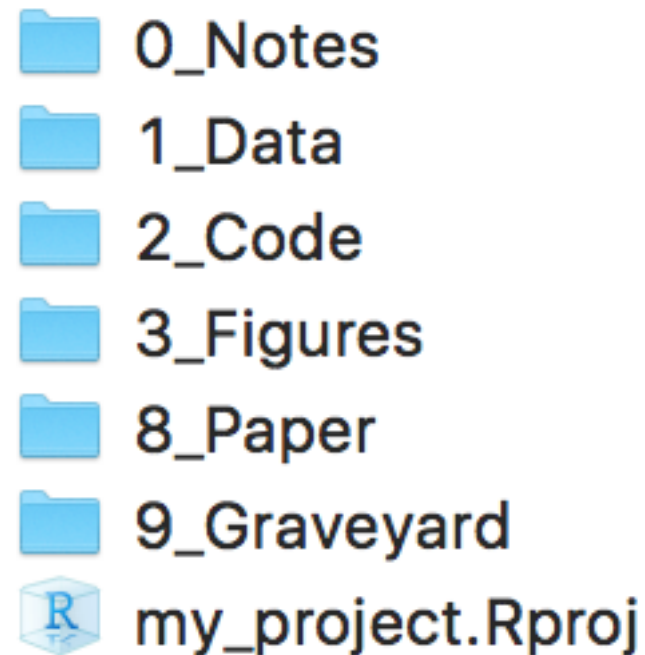 0_Notes
1_Data
2_Code
3_Figures
8_Paper
9_Graveyard
R my_project.Rproj